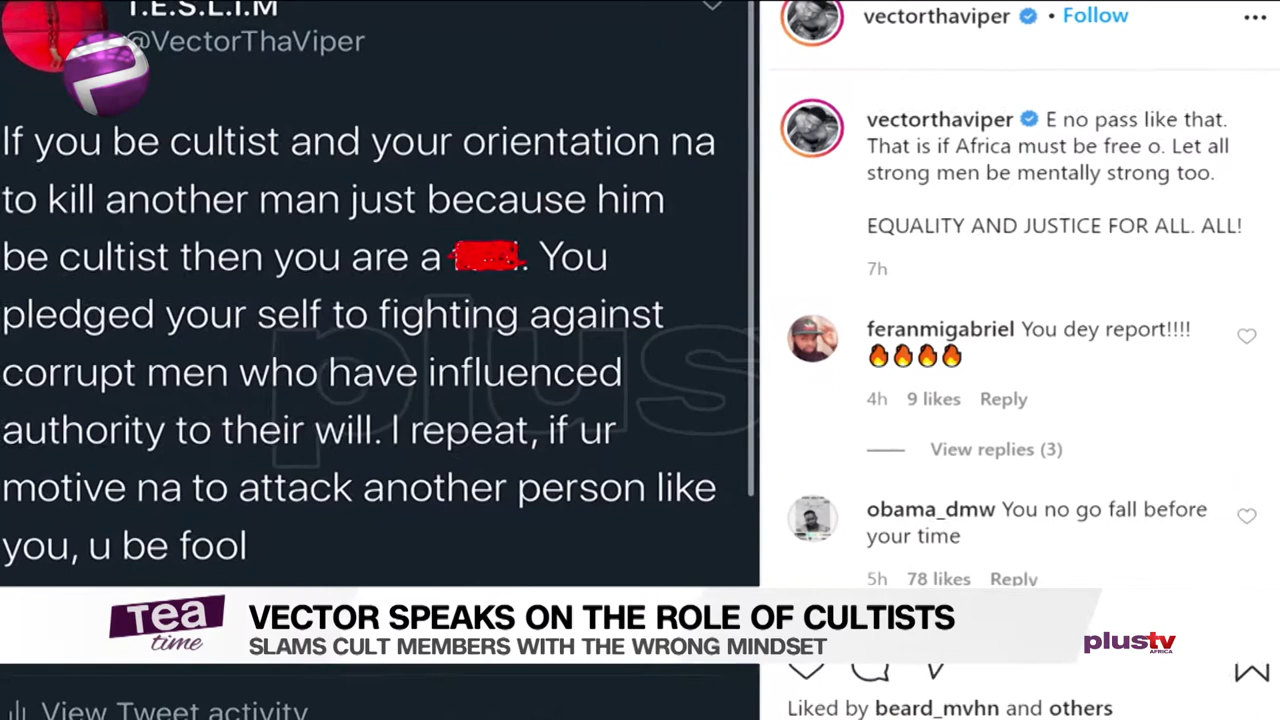 T.E.S.L.I.M
@VectorThaViper
If you be cultist and your orientation na
to kill another man just because him
be cultist then you are a . You
pledged your self to fighting against
corrupt men who have influenced
authority to their will. I repeat, if ur
motive na to attack another person like
you, u be fool
View Tweet activity
plus
vectorthaviper • Follow
vectorthaviper E no pass like that.
That is if Africa must be free o. Let all
strong men be mentally strong too.
EQUALITY AND JUSTICE FOR ALL. ALL!
7h
feranmigabriel You dey report!!!!
🔥🔥🔥🔥
4h 9 likes Reply
View replies (3)
obama_dmw You no go fall before
your time
5h 78 likes Reply
Liked by beard_mvhn and others
Tea
time
VECTOR SPEAKS ON THE ROLE OF CULTISTS
SLAMS CULT MEMBERS WITH THE WRONG MINDSET
plustv
AFRICA